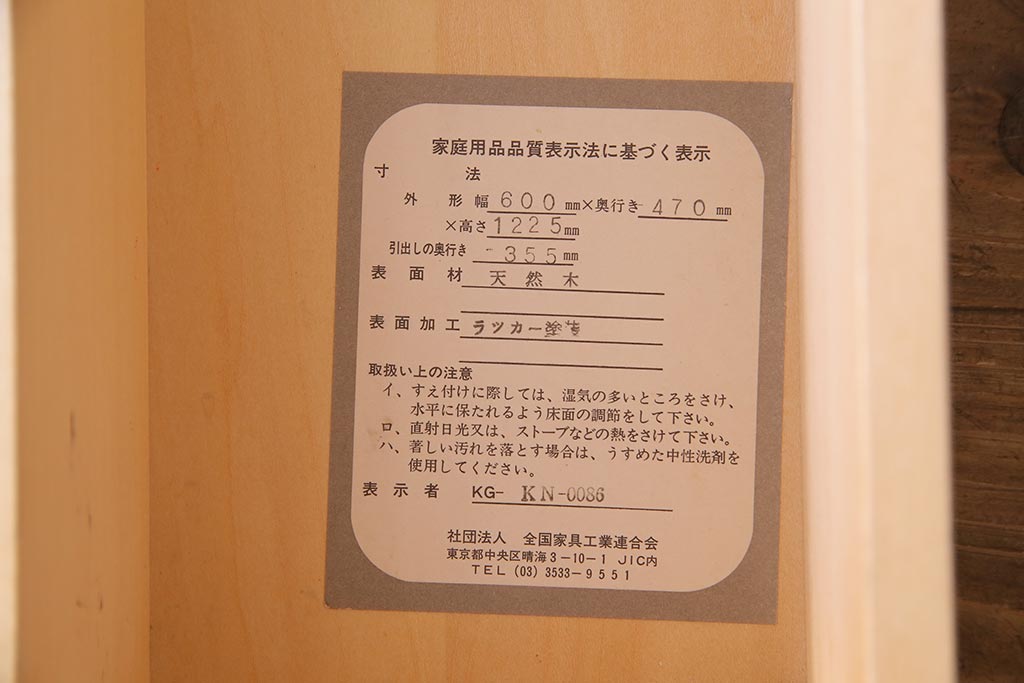 家庭用品品質表示法に基づく表示
寸法
外形幅 600mm×奥行き 470mm
×高さ 1225mm
引出しの奥行き -355mm
表面材 天然木
表面加工 ラツカー塗装
取扱い上の注意
イ、すえ付けに際しては、湿気の多いところをさけ、
水平に保たれるよう床面の調節をして下さい。
ロ、直射日光又は、ストーブなどの熱をさけて下さい。
ハ、著しい汚れを落とす場合は、うすめた中性洗剤を
使用してください。
表示者 KG- KN-0086
社団法人 全国家具工業連合会
東京都中央区晴海3-10-1 JIC内
TEL (03) 3533-9551